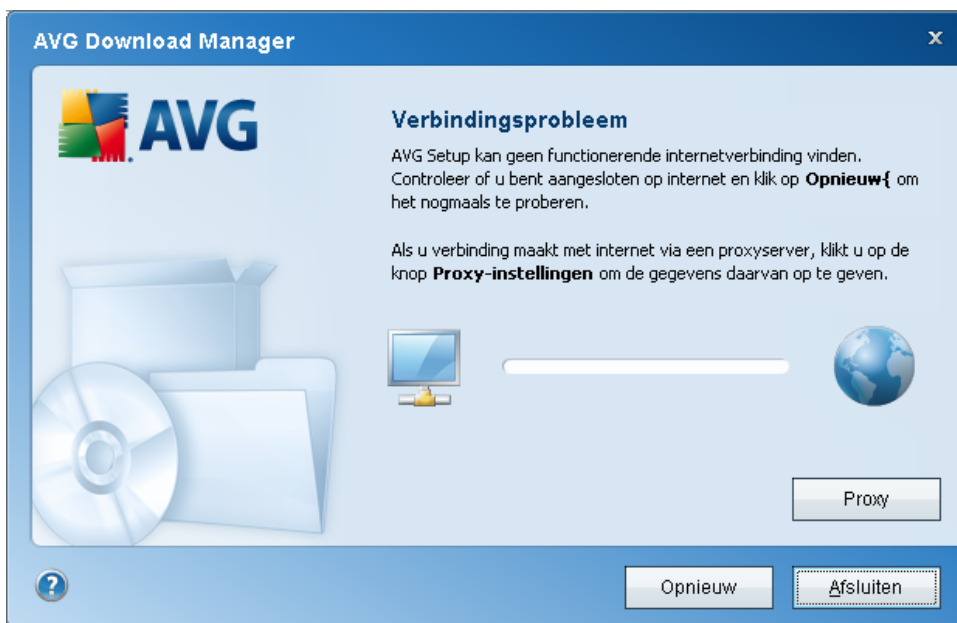 AVG Download Manager
x
AVG
Verbindingsprobleem
AVG Setup kan geen functionerende internetverbinding vinden.
Controleer of u bent aangesloten op internet en klik op Opnieuw{ om
het nogmaals te proberen.
Als u verbinding maakt met internet via een proxyserver, klikt u op de
knop Proxy-instellingen om de gegevens daarvan op te geven.
Proxy
?
Opnieuw
Afsluiten